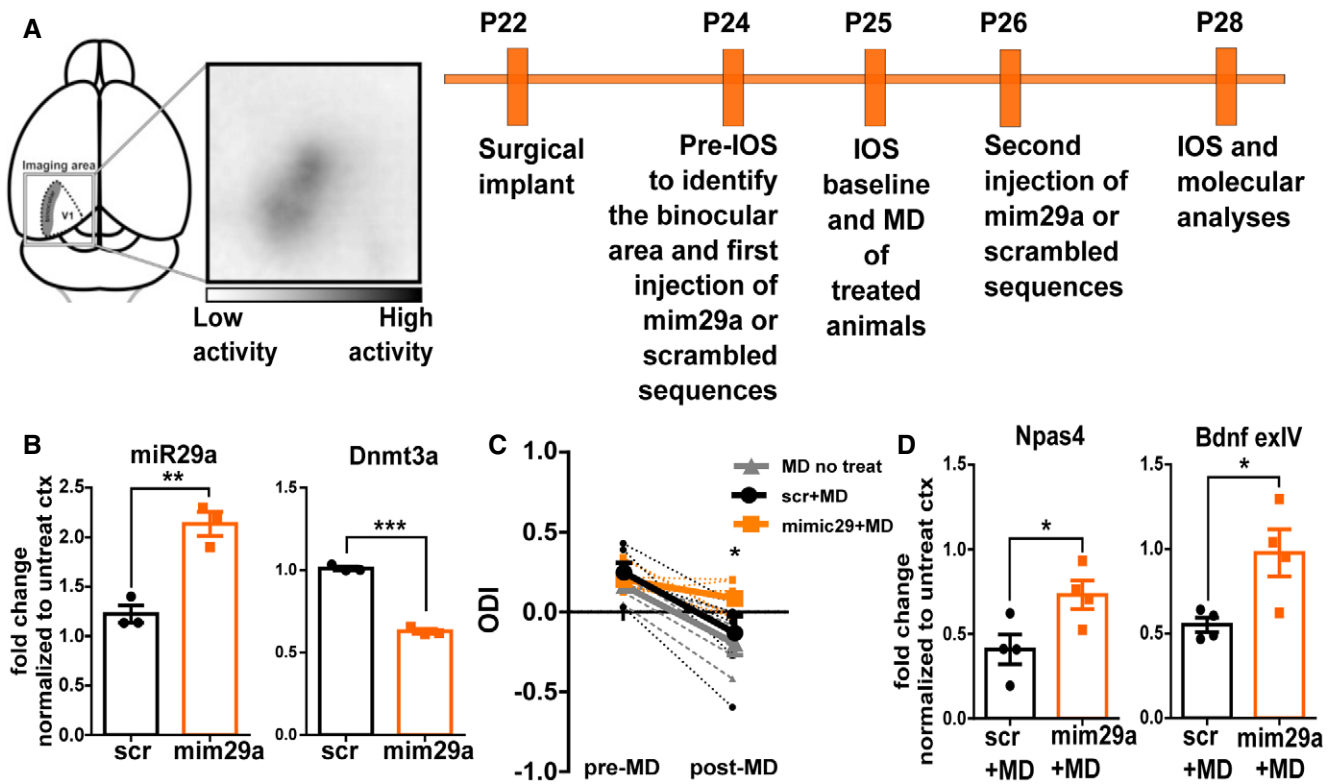 A
Imaging area
V1
Low activity
High activity
P22
P24
P25
P26
P28
Surgical
implant
Pre-IOS
to identify
the binocular
area and first
injection of
mim29a or
scrambled
sequences
IOS
baseline
and MD
of
treated
animals
Second
injection of
mim29a or
scrambled
sequences
IOS and
molecular
analyses
B
miR29a
fold change
normalized to untreat ctx
2.5
2.0
1.5
1.0
0.5
0.0
**
scr
mim29a
Dnmt3a
1.5
1.0
0.5
0.0
***
scr
mim29a
C
ODI
1.0
0.5
0.0
-0.5
-1.0
MD no treat
scr+MD
mimic29+MD
*
pre-MD
post-MD
D
Npas4
fold change
normalized to untreat ctx
1.5
1.0
0.5
0.0
*
scr
+MD
mim29a
+MD
Bdnf exIV
1.5
1.0
0.5
0.0
*
scr
+MD
mim29a
+MD